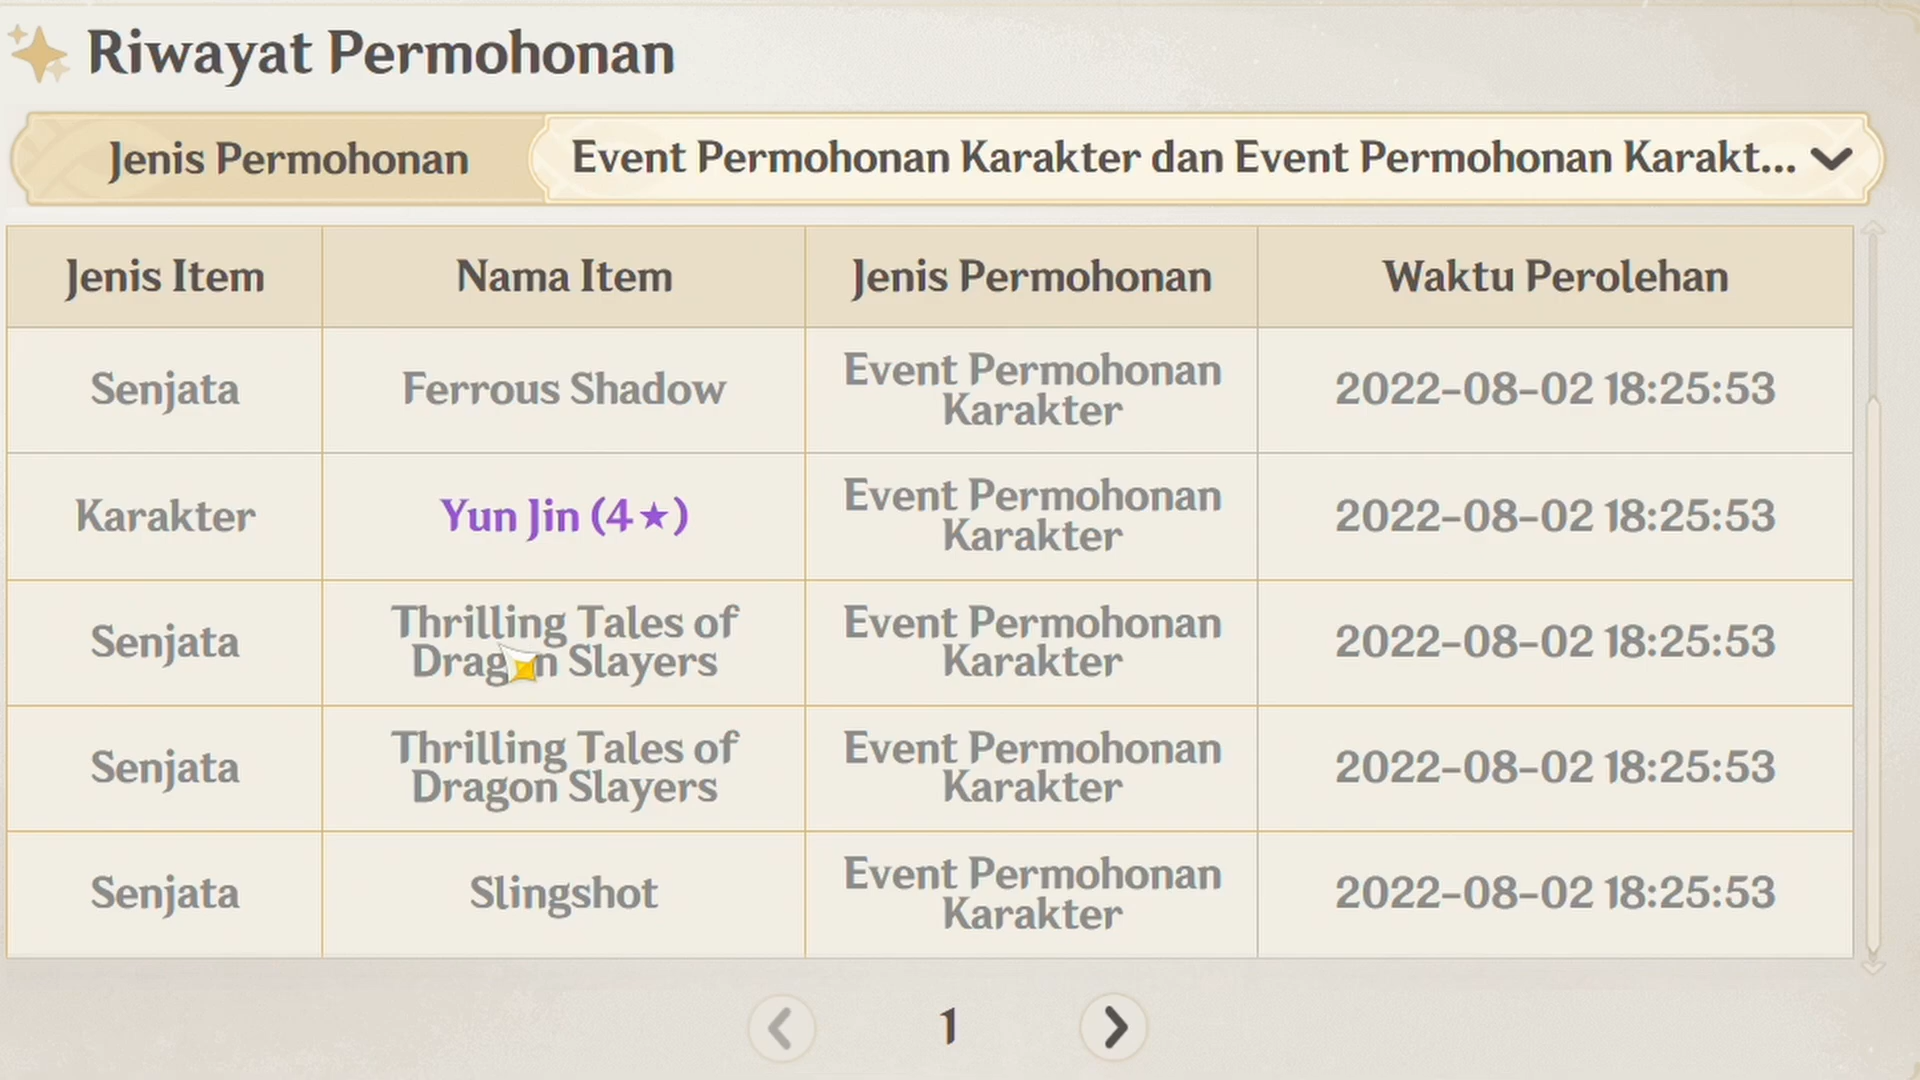 Riwayat Permohonan
Jenis Permohonan
Event Permohonan Karakter dan Event Permohonan Karakt...
Jenis Item
Nama Item
Jenis Permohonan
Waktu Perolehan
Senjata
Ferrous Shadow
Event Permohonan
Karakter
2022-08-02 18:25:53
Karakter
Yun Jin (4★)
Event Permohonan
Karakter
2022-08-02 18:25:53
Senjata
Thrilling Tales of
Dragon Slayers
Event Permohonan
Karakter
2022-08-02 18:25:53
Senjata
Thrilling Tales of
Dragon Slayers
Event Permohonan
Karakter
2022-08-02 18:25:53
Senjata
Slingshot
Event Permohonan
Karakter
2022-08-02 18:25:53
1